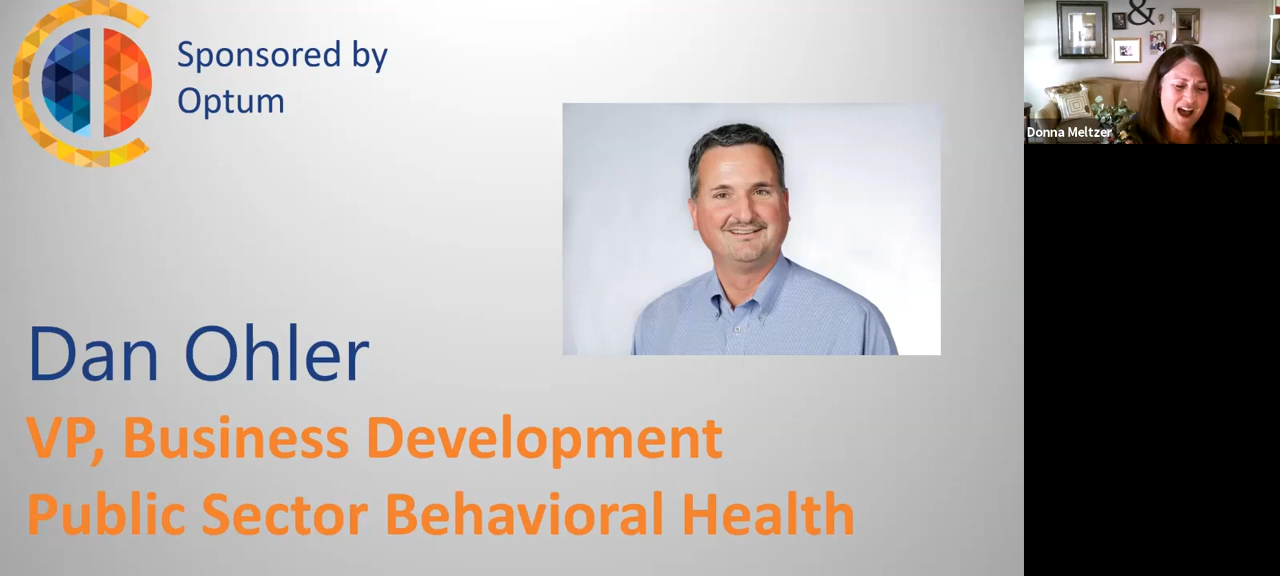 Sponsored by
Optum
&
Donna Meltzer
Dan Ohler
VP, Business Development
Public Sector Behavioral Health